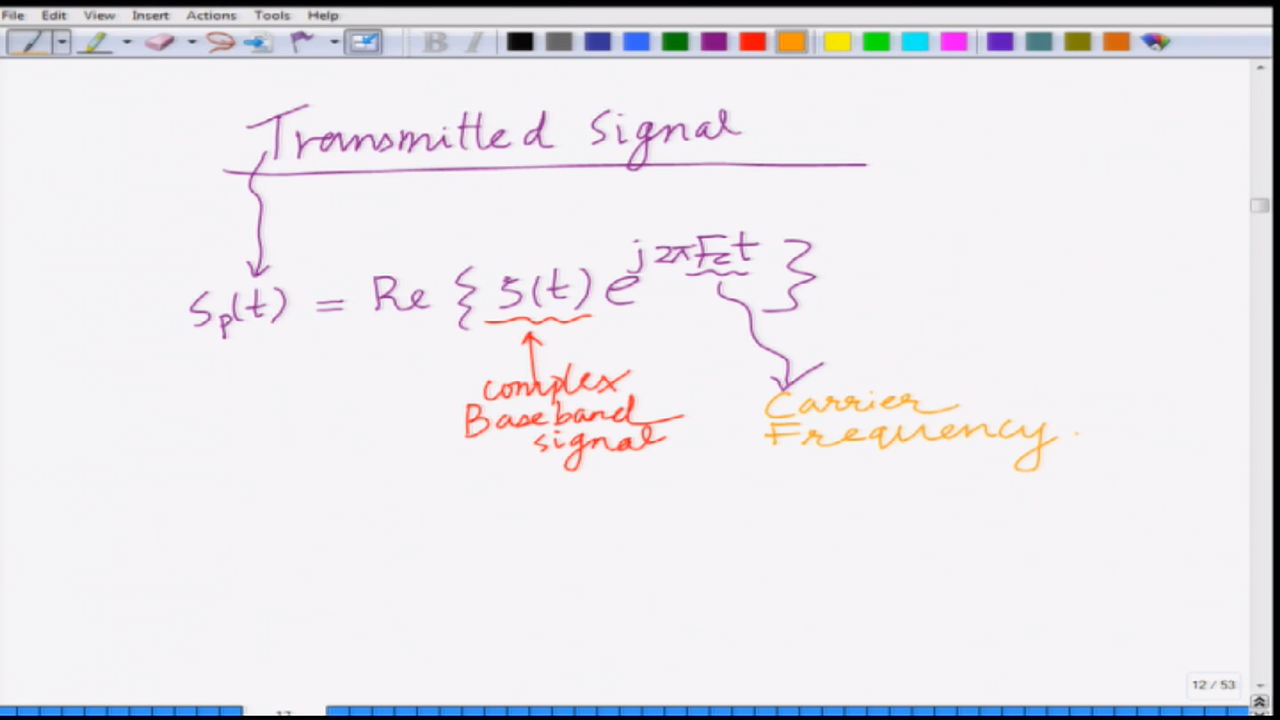 File Edit View Insert Actions Tools Help
B I
Transmitted Signal
Sp(t) = Re { s(t) e^{j2πFct} }
complex
Baseband
signal
Carrier
Frequency.
12 / 53